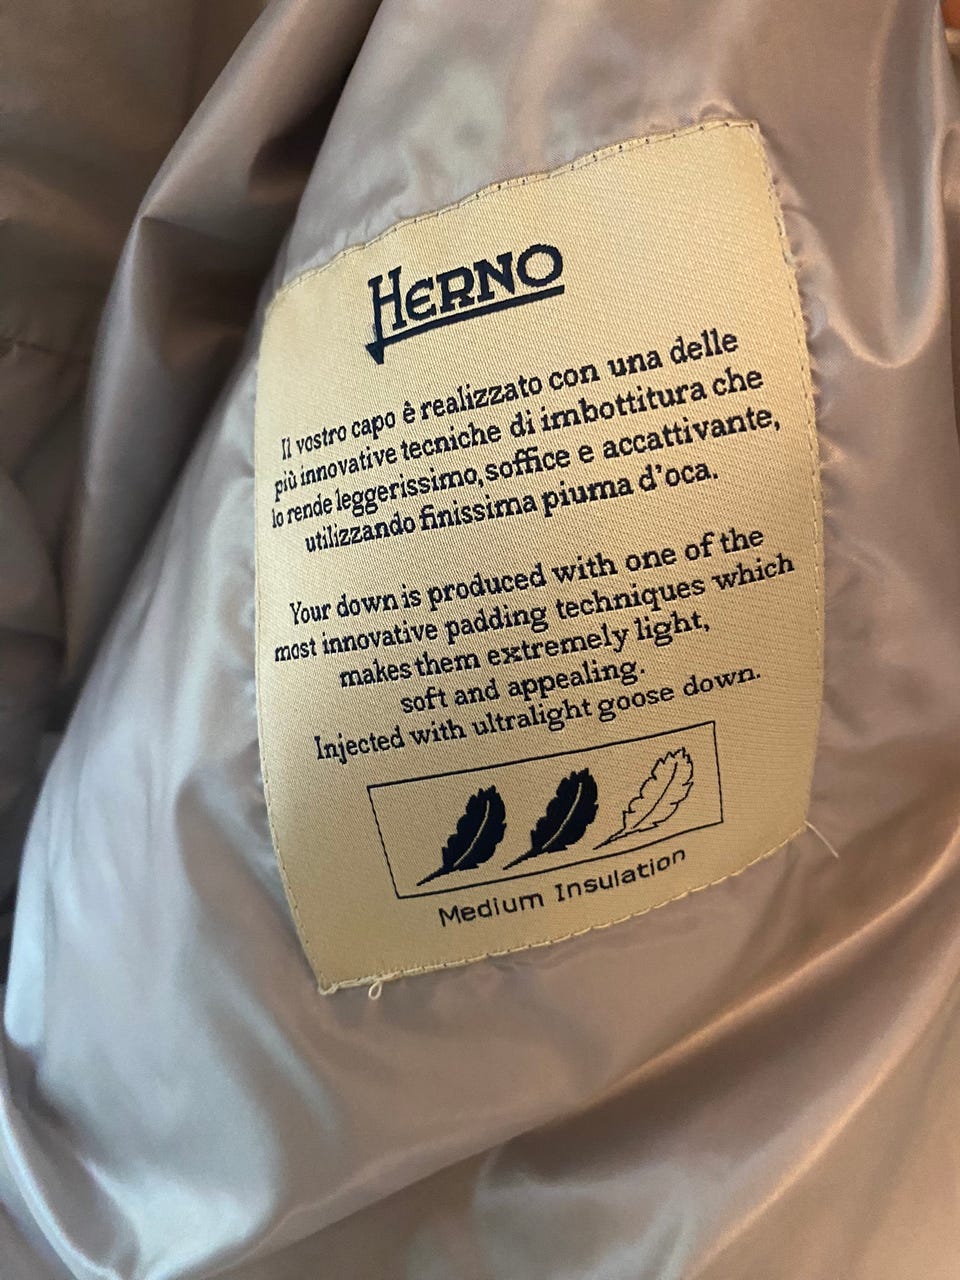 HERNO
Il vostro capo ê realizzato con una delle
più innovative tecniche di imbottitura che
lo rende leggerissimo, soffice e accattivante,
utilizzando finissima piuma d'oca.
Your down is produced with one of the
most innovative padding techniques which
makes them extremely light,
soft and appealing.
Injected with ultralight goose down.
Medium Insulation